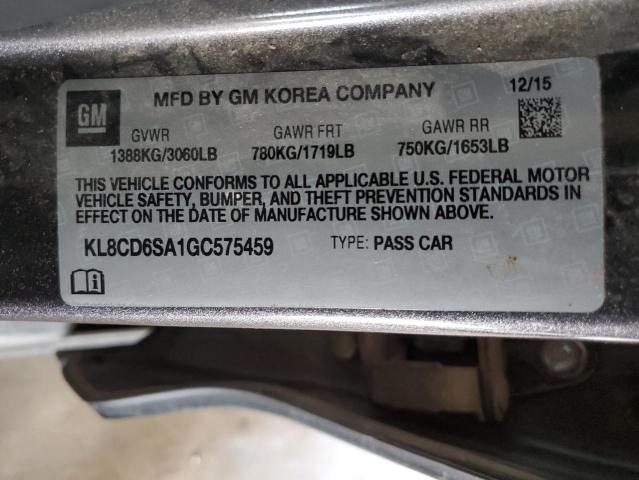 GM
MFD BY GM KOREA COMPANY 12/15
GVWR GAWR FRT GAWR RR
1388KG/3060LB 780KG/1719LB 750KG/1653LB
THIS VEHICLE CONFORMS TO ALL APPLICABLE U.S. FEDERAL MOTOR
VEHICLE SAFETY, BUMPER, AND THEFT PREVENTION STANDARDS IN
EFFECT ON THE DATE OF MANUFACTURE SHOWN ABOVE.
KL8CD6SA1GC575459 TYPE: PASS CAR